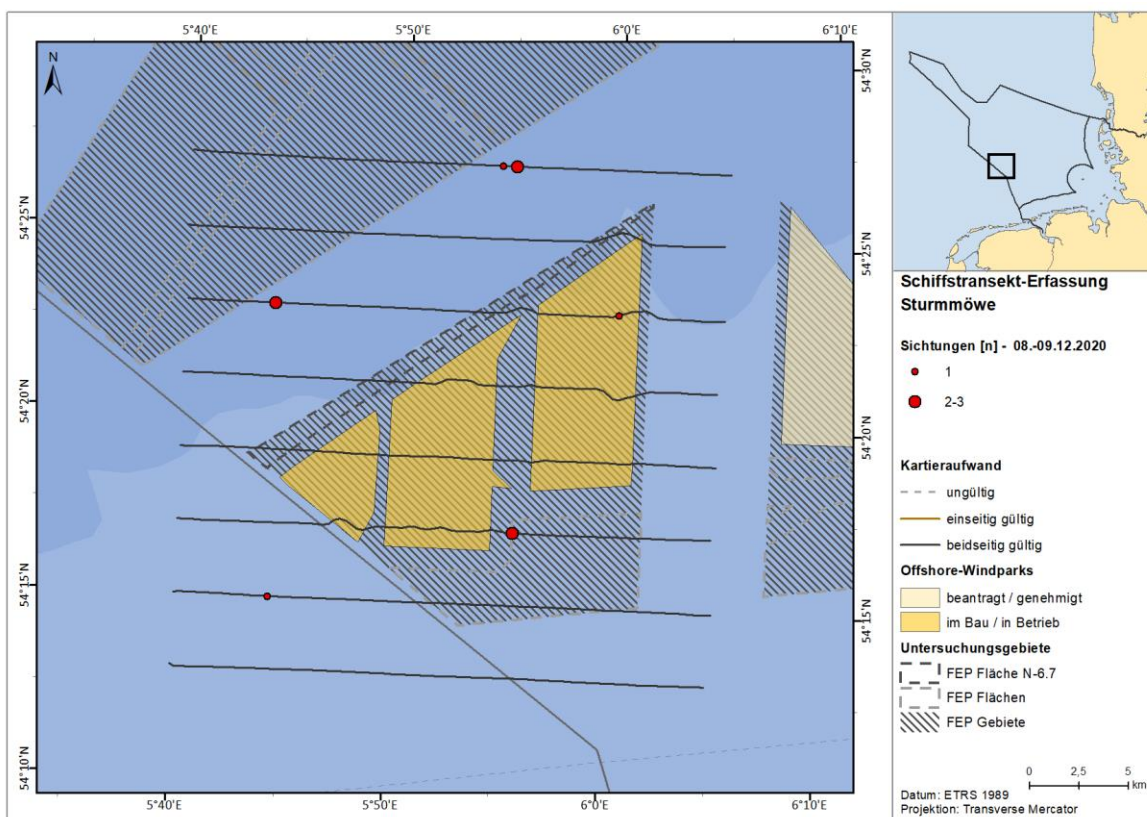 5°40'E 5°50'E 6°0'E 6°10'E
N
54°30'N
54°25'N 54°25'N
54°20'N 54°20'N
54°15'N 54°15'N
54°10'N
5°40'E 5°50'E 6°0'E 6°10'E
Schiffstransekt-Erfassung
Sturmmöwe
Sichtungen [n] - 08.-09.12.2020
1
2-3
Kartieraufwand
ungültig
einseitig gültig
beidseitig gültig
Offshore-Windparks
beantragt / genehmigt
im Bau / in Betrieb
Untersuchungsgebiete
FEP Fläche N-6.7
FEP Flächen
FEP Gebiete
0 2,5 5
km
Datum: ETRS 1989
Projektion: Transverse Mercator